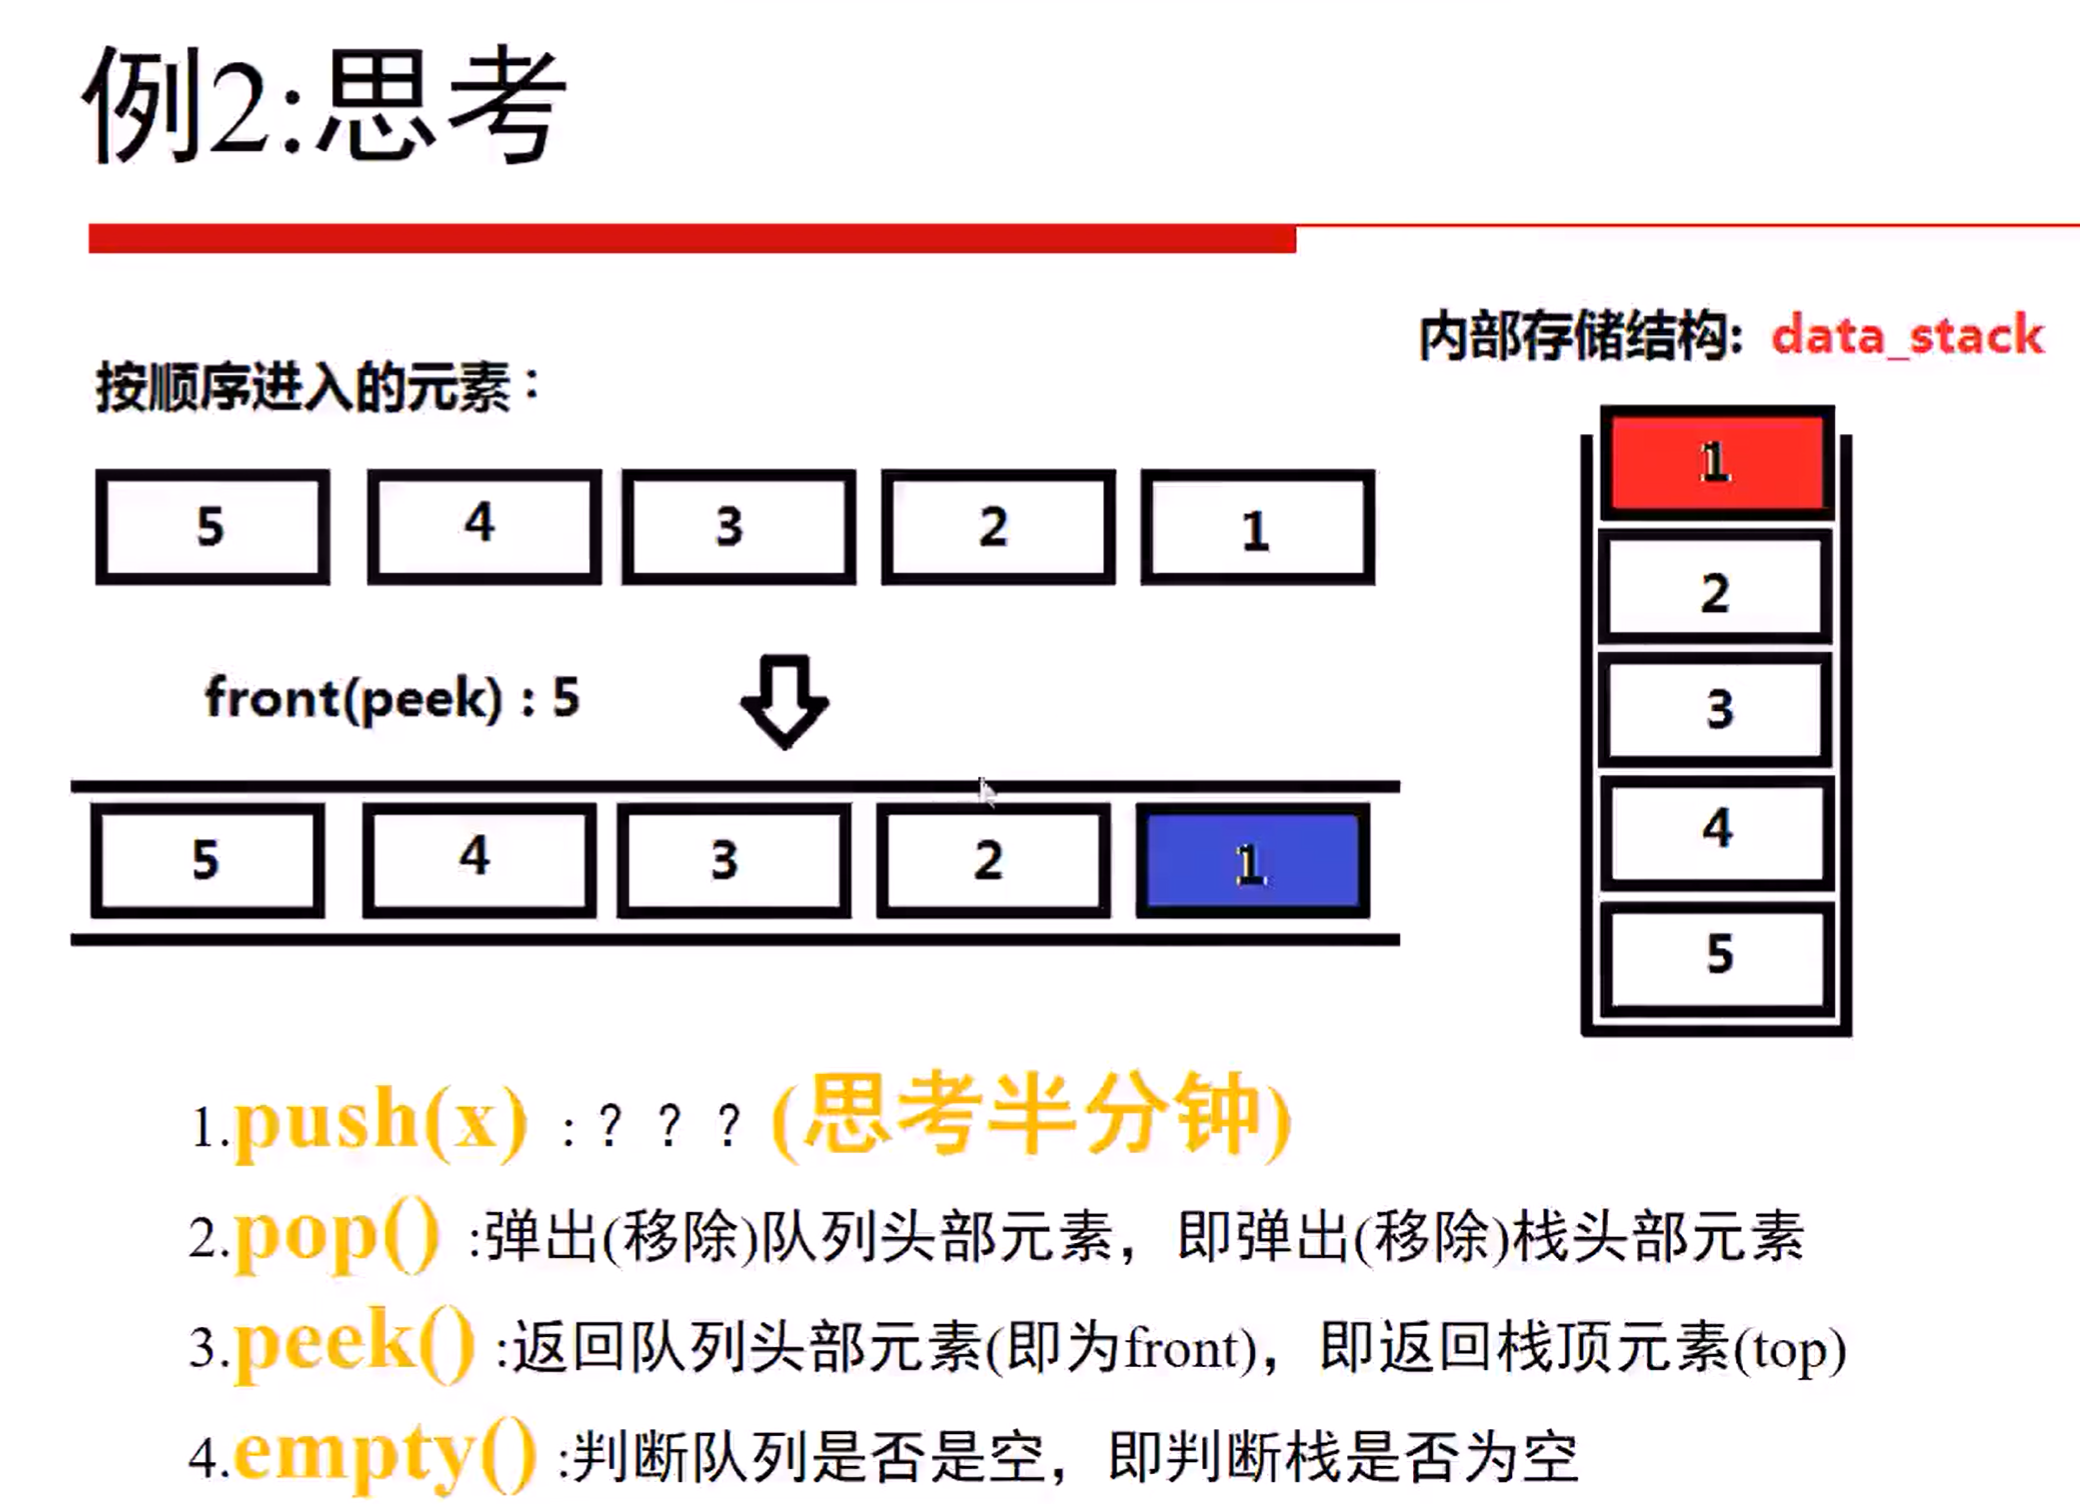 例2:思考
内部存储结构: data_stack
按顺序进入的元素：
5 4 3 2 1
front(peek) : 5
5 4 3 2 1
1
2
3
4
5
1.push(x) : ? ? ? (思考半分钟)
2.pop() :弹出(移除)队列头部元素，即弹出(移除)栈头部元素
3.peek() :返回队列头部元素(即为front)，即返回栈顶元素(top)
4.empty() :判断队列是否是空，即判断栈是否为空